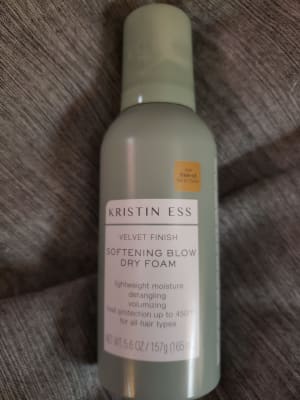 KRISTIN ESS
VELVET FINISH
SOFTENING BLOW
DRY FOAM
lightweight moisture
detangling
volumizing
heat protection up to 450°F
for all hair types
NET WT. 5.6 OZ / 157g (165